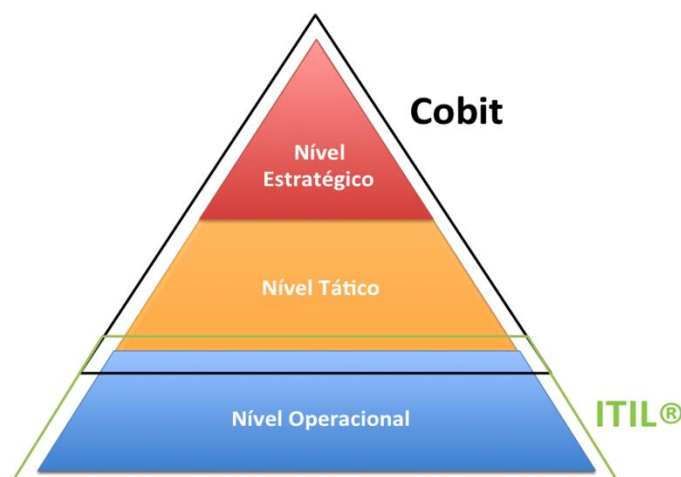 Cobit
Nível
Estratégico
Nível Tático
Nível Operacional
ITIL®